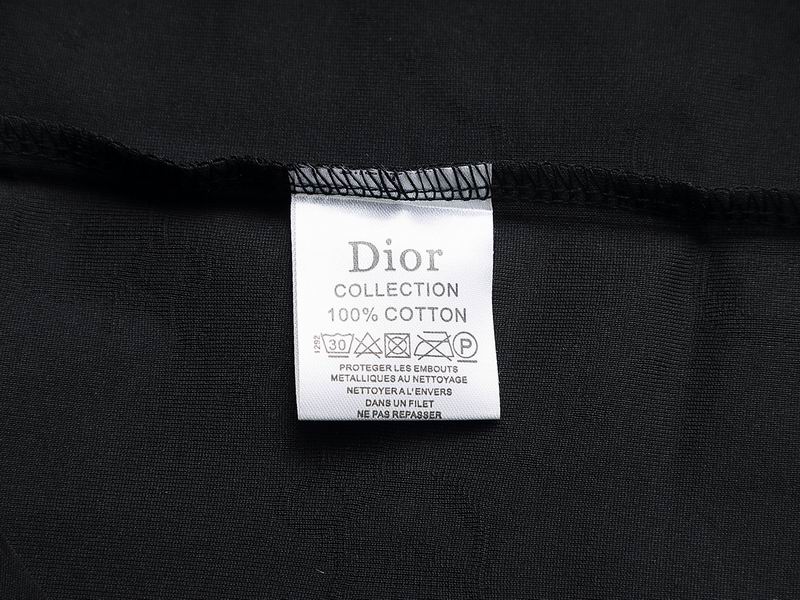 Dior
COLLECTION
100% COTTON
1292 30 P
PROTEGER LES EMBOUTS
METALLIQUES AU NETTOYAGE
NETTOYER A L'ENVERS
DANS UN FILET
NE PAS REPASSER